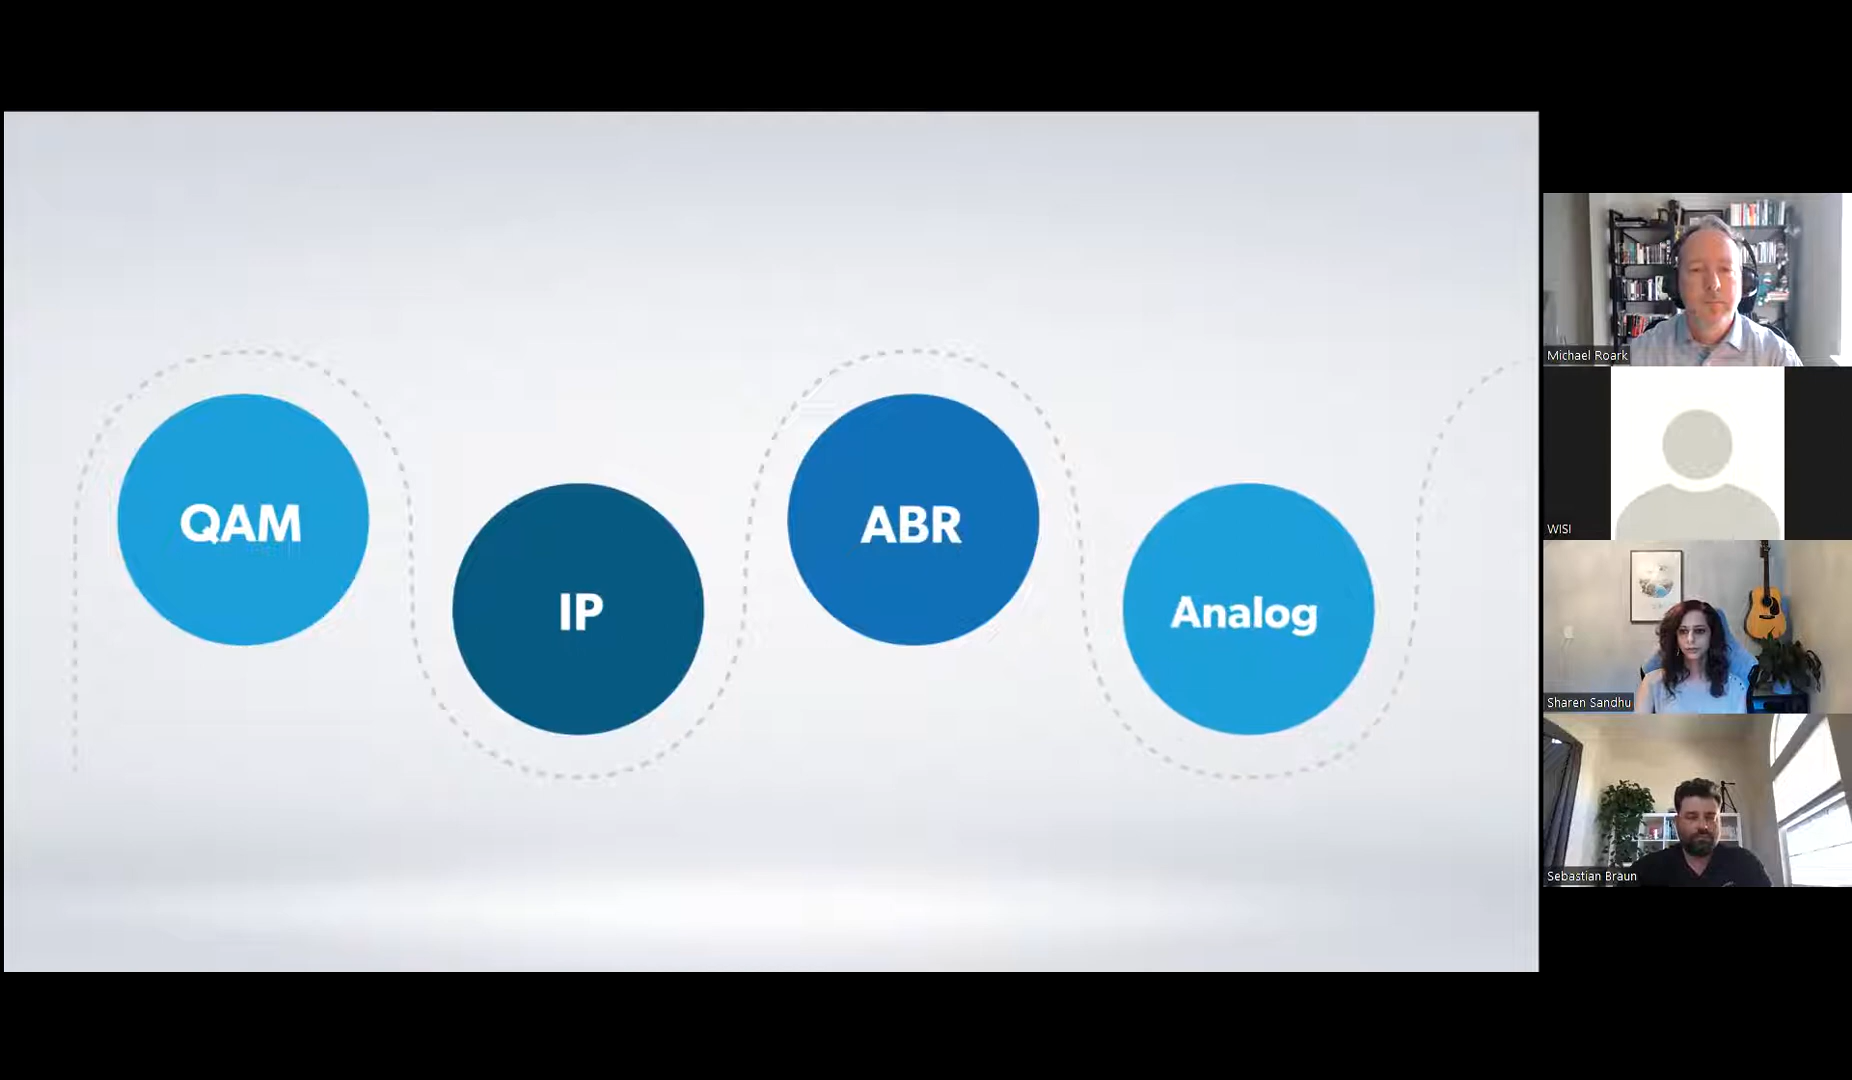 QAM
IP
ABR
Analog
Michael Roark
WISI
Sharen Sandhu
Sebastian Braun